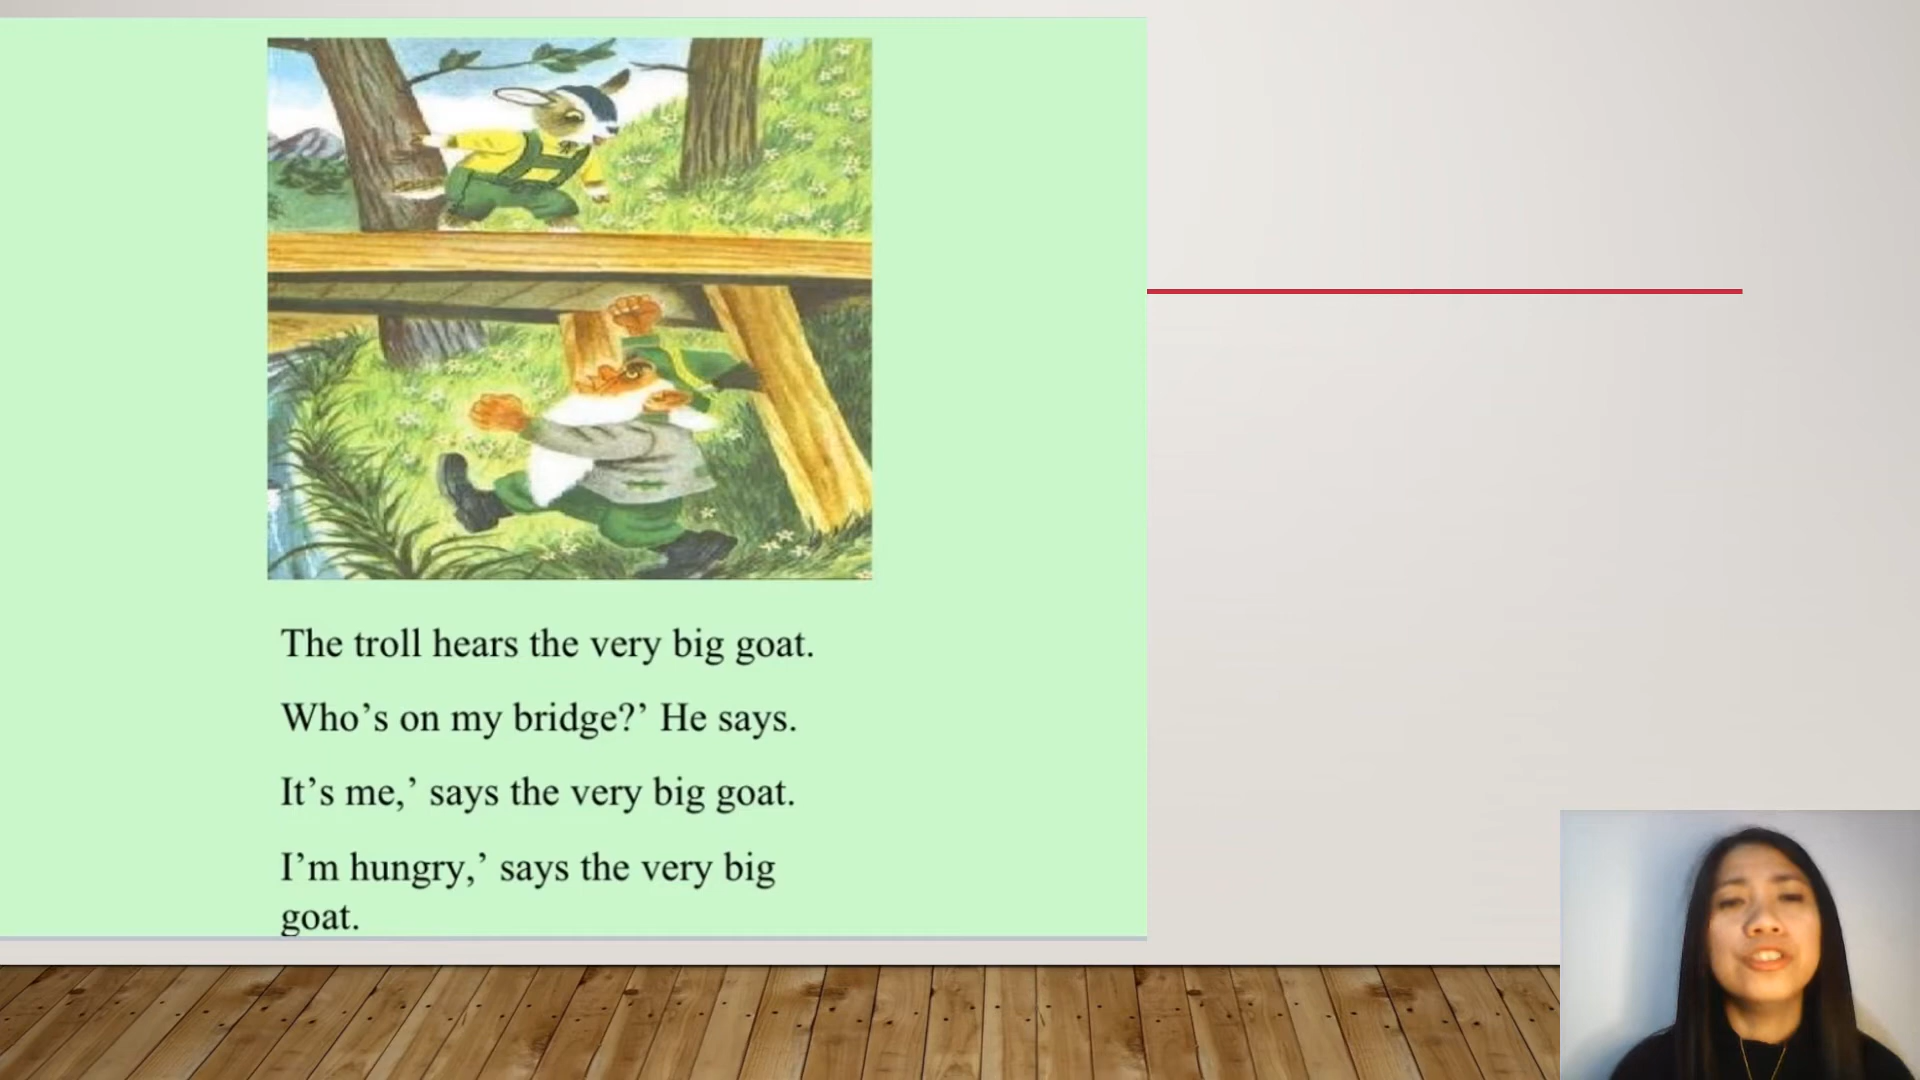 The troll hears the very big goat.
Who’s on my bridge?’ He says.
It’s me,’ says the very big goat.
I’m hungry,’ says the very big
goat.